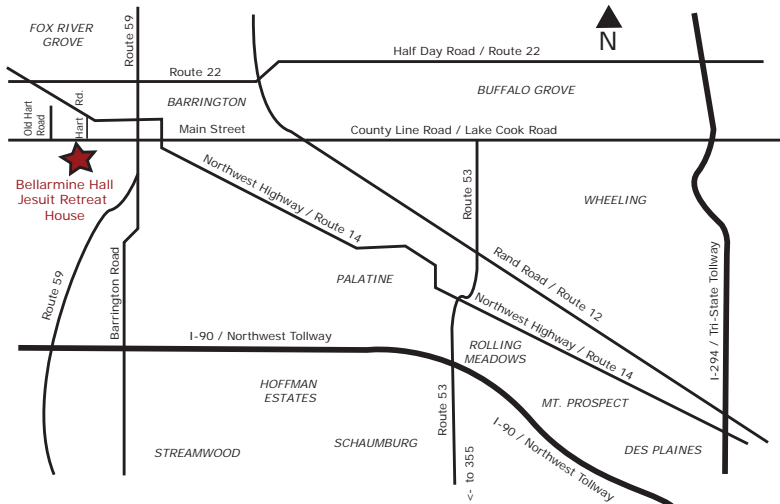 FOX RIVER
GROVE
Route 59
N
Half Day Road / Route 22
Route 22
BARRINGTON
BUFFALO GROVE
Old Hart
Road
Hart Rd.
Main Street
County Line Road / Lake Cook Road
Bellarmine Hall
Jesuit Retreat
House
Northwest Highway / Route 14
Route 53
WHEELING
Route 59
Barrington Road
PALATINE
Rand Road / Route 12
I-294 / Tri-State Tollway
Northwest Highway / Route 14
I-90 / Northwest Tollway
ROLLING
MEADOWS
HOFFMAN
ESTATES
Route 53
MT. PROSPECT
STREAMWOOD
SCHAUMBURG
<- to 355
I-90 / Northwest Tollway
DES PLAINES